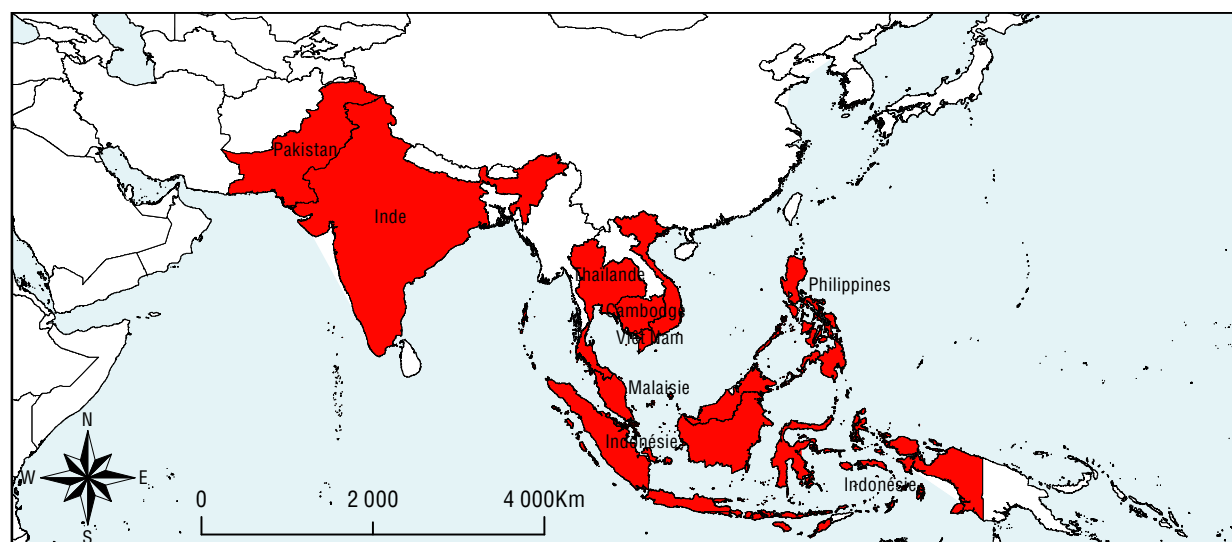 Pakistan
Inde
Thaïlande
Philippines
Cambodge
Viêt Nam
Malaisie
Indonésie
Indonésie
N
W
E
S
0
2 000
4 000Km